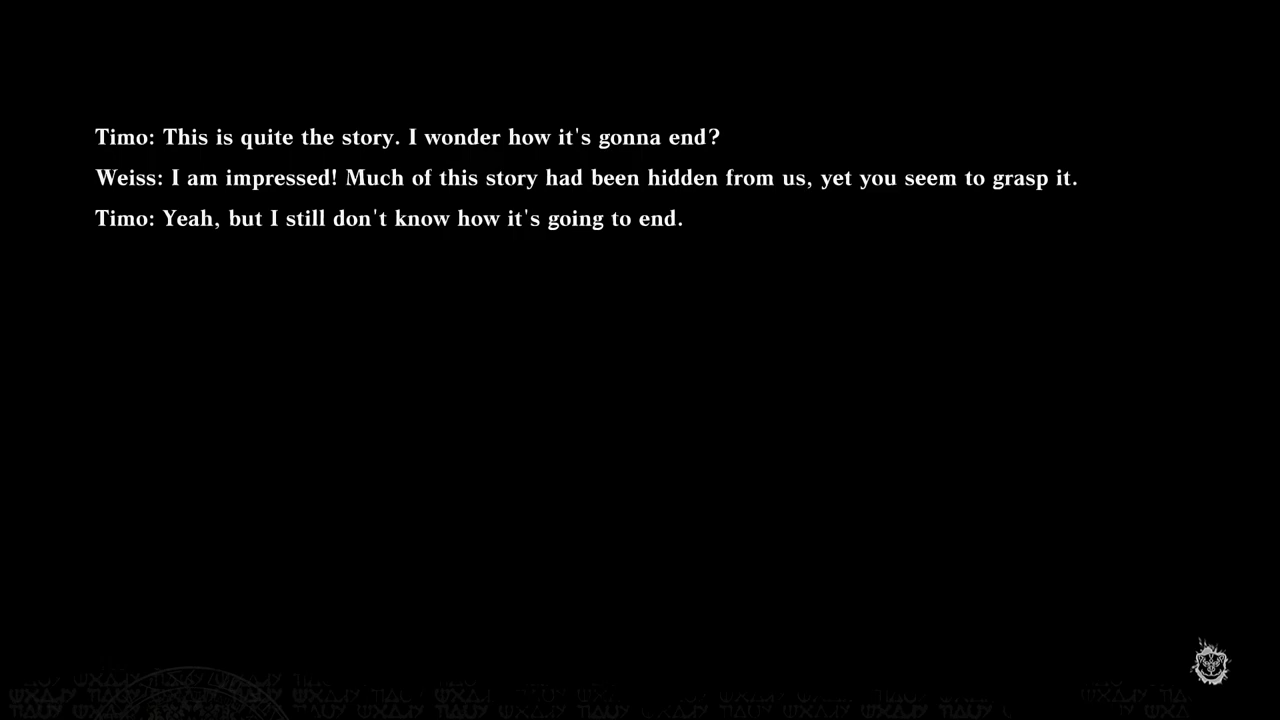 Timo: This is quite the story. I wonder how it's gonna end?
Weiss: I am impressed! Much of this story had been hidden from us, yet you seem to grasp it.
Timo: Yeah, but I still don't know how it's going to end.